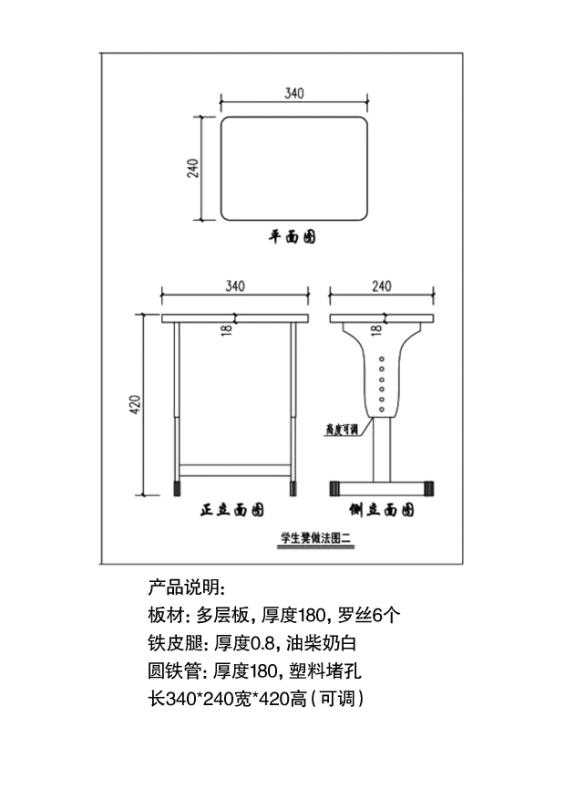 340
240
平面图
340
240
18
18
420
高度可调
正立面图
侧立面图
学生凳做法图二
产品说明:
板材: 多层板, 厚度180, 罗丝6个
铁皮腿: 厚度0.8, 油柴奶白
圆铁管: 厚度180, 塑料堵孔
长340*240宽*420高 ( 可调 )